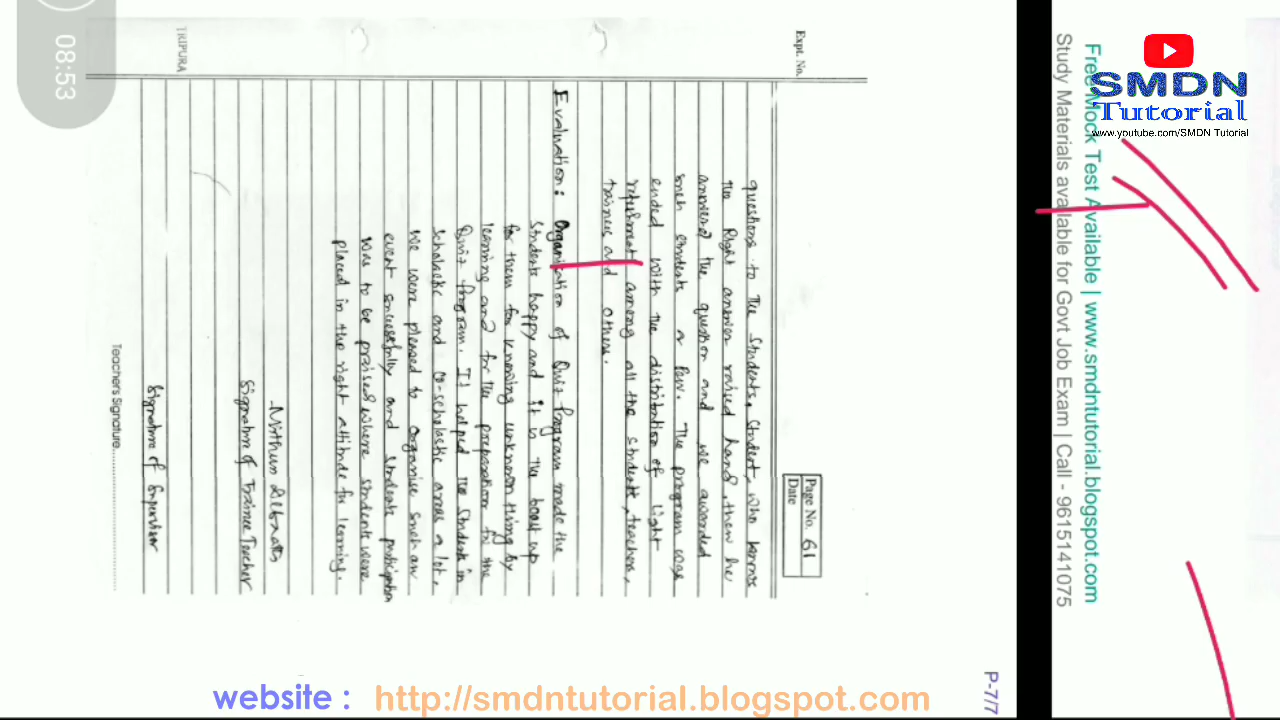 08:53
Expt. No.
Page No. 61
Date
questions to the students, student, who knows
the Right answer raised hand, then he
answered the question and we awarded
such students a Pen. The program was
ended with the distribution of light
refreshment among all the students, teachers,
trainees and others.
Evaluation: Organisation of Quiz Program made the
Students happy and it is the boost up
for them for knowing unknown thing by
learning and for the preparation for the
Quiz Program. It helped the Students in
Scholastic and co-scholastic areas a lot.
We were pleased to organise such an
event successfully and students participation
was to be prised where students were
placed in the right attitude for learning.
Signature of Trainee Teacher
Signature of Supervisor
TRIPURA
Teacher's Signature
P-7/7
Free Mock Test Available | www.smdntutorial.blogspot.com
Study Materials available for Govt Job Exam | Call - 9615141075
SMDN
Tutorial
www.youtube.com/SMDN Tutorial
website : http://smdntutorial.blogspot.com